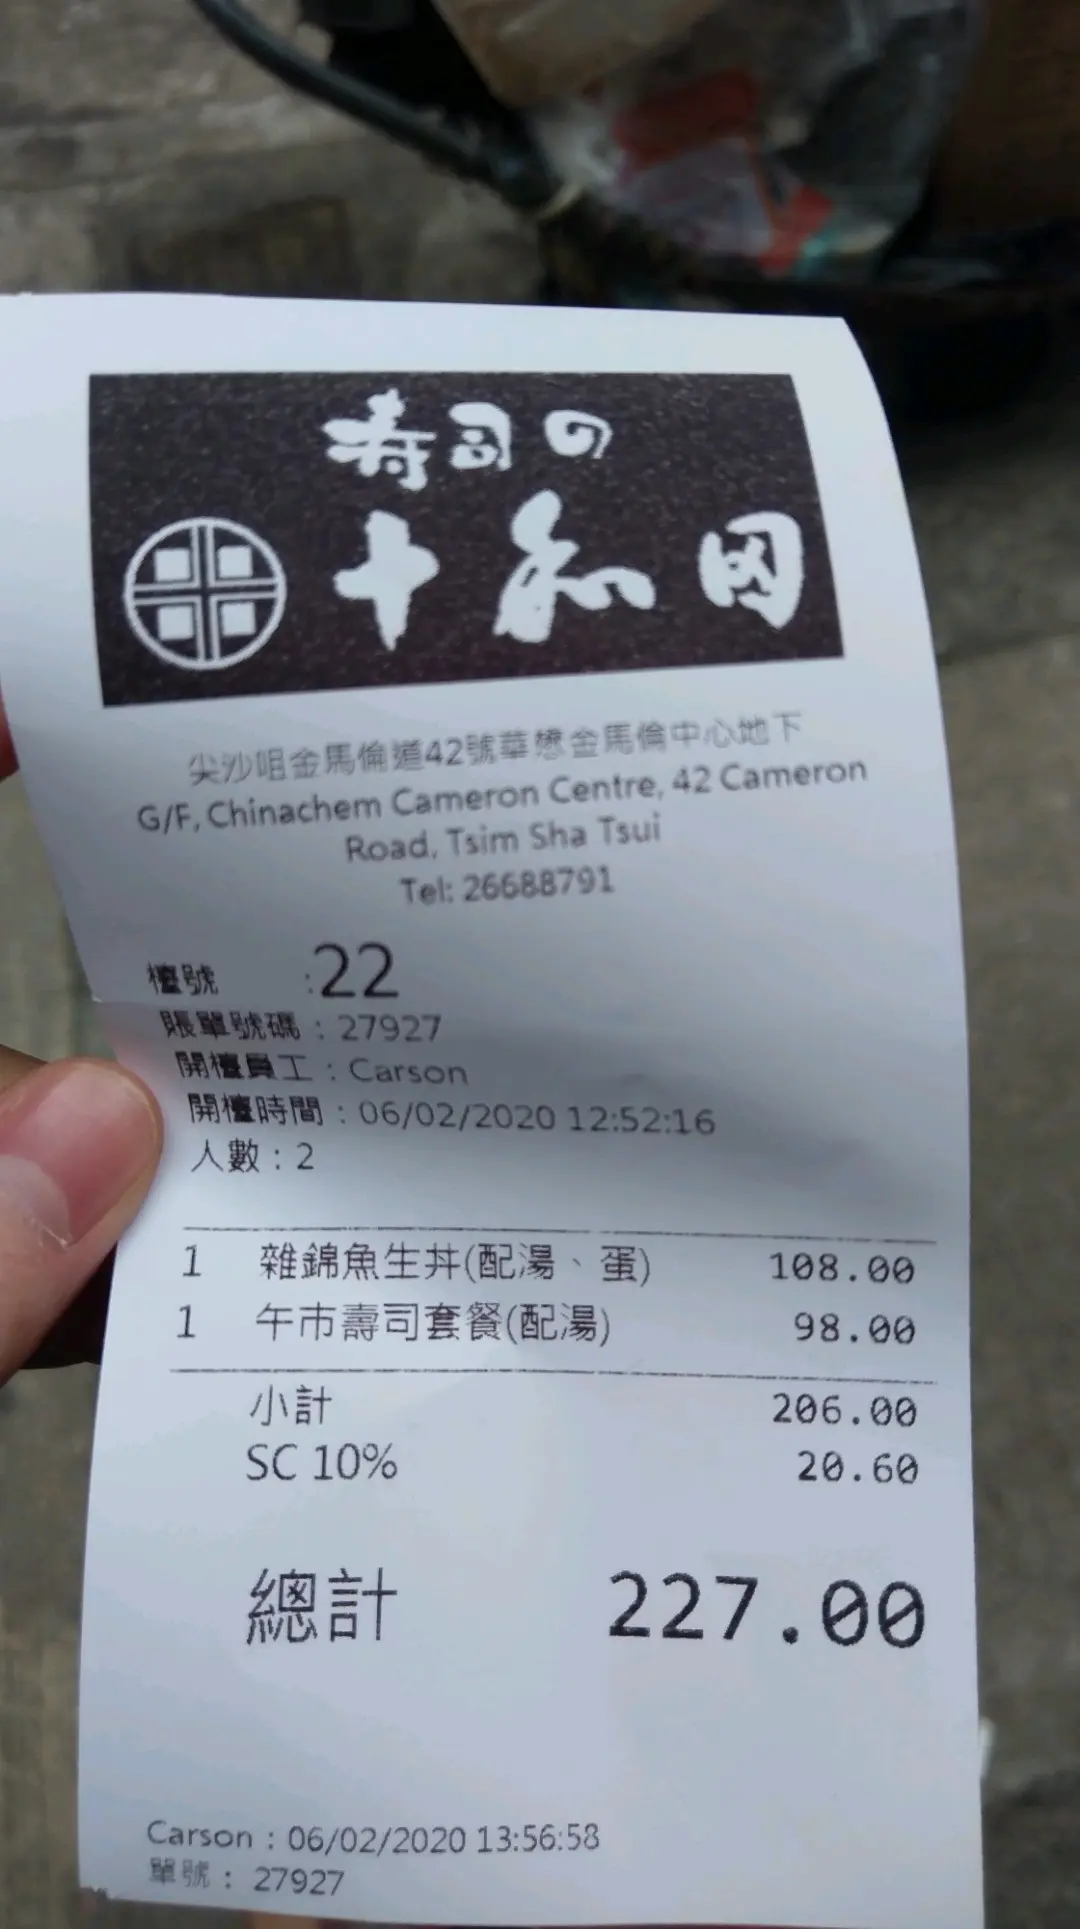 寿司の
十和田
尖沙咀金馬倫道42號華懋金馬倫中心地下
G/F, Chinachem Cameron Centre, 42 Cameron
Road, Tsim Sha Tsui
Tel: 26688791
檯號 :22
賬單號碼 : 27927
開檯員工 : Carson
開檯時間 : 06/02/2020 12:52:16
人數 : 2
1 雜錦魚生丼(配湯、蛋) 108.00
1 午市壽司套餐(配湯) 98.00
小計 206.00
SC 10% 20.60
總計 227.00
Carson : 06/02/2020 13:56:58
單號 : 27927